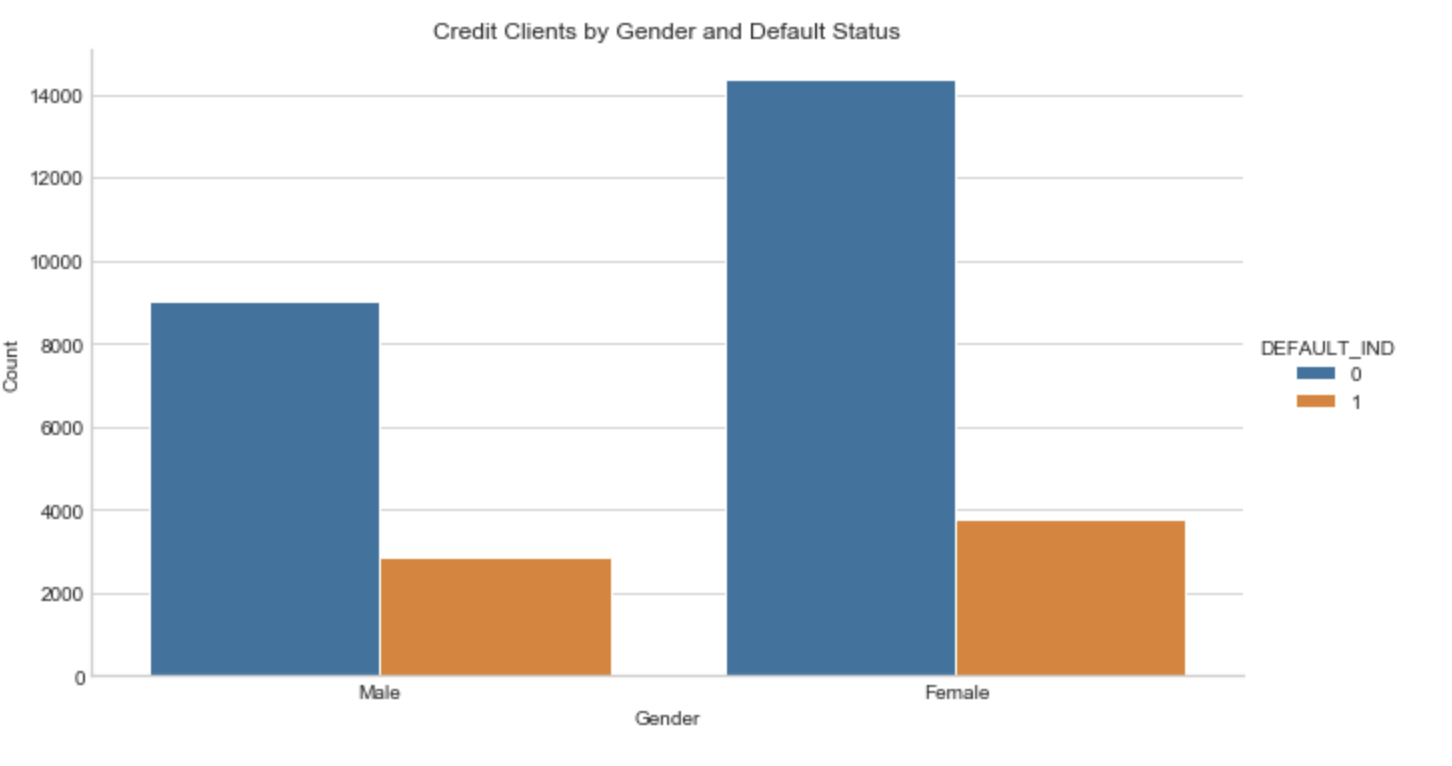 Credit Clients by Gender and Default Status
14000
12000
10000
8000
6000
4000
2000
0
Count
Male Female
Gender
DEFAULT_IND
0
1